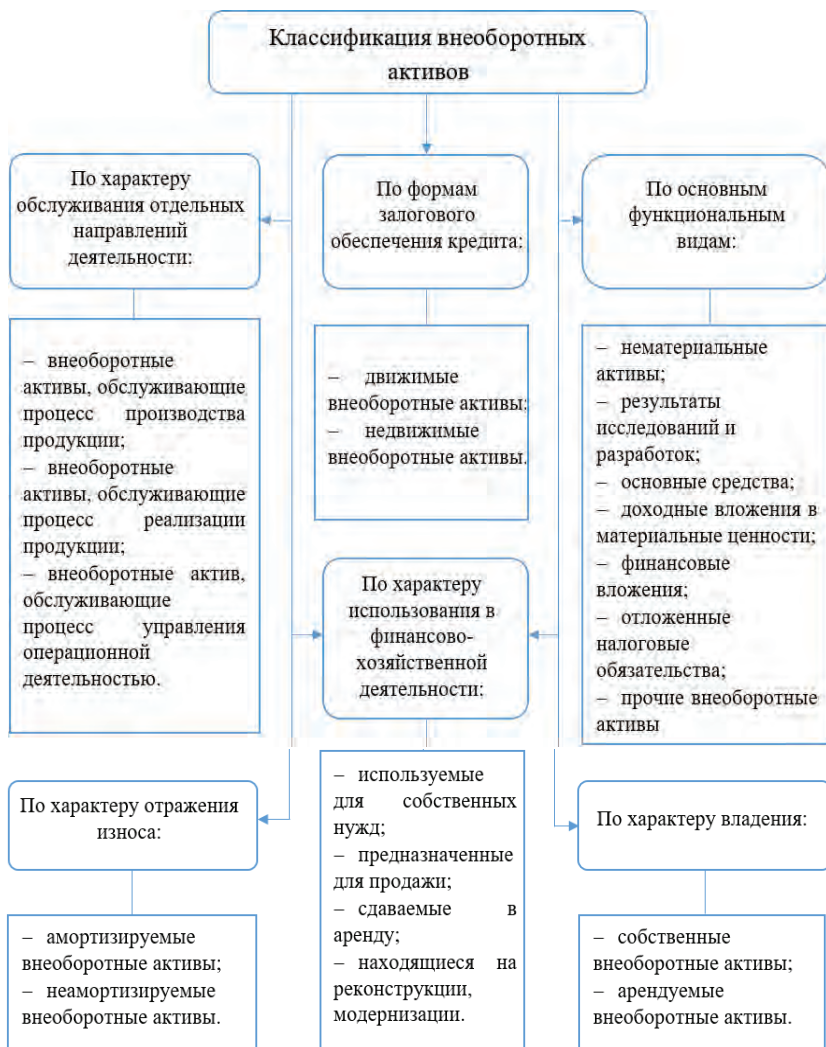 Классификация внеоборотных
активов
По характеру
обслуживания отдельных
направлений
деятельности:
По формам
залогового
обеспечения кредита:
По основным
функциональным
видам:
– внеоборотные
активы, обслуживающие
процесс производства
продукции;
– внеоборотные
активы, обслуживающие
процесс реализации
продукции;
– внеоборотные актив,
обслуживающие
процесс управления
операционной
деятельностью.
– движимые
внеоборотные активы;
– недвижимые
внеоборотные активы.
– нематериальные
активы;
– результаты
исследований и
разработок;
– основные средства;
– доходные вложения в
материальные ценности;
– финансовые
вложения;
– отложенные
налоговые
обязательства;
– прочие внеоборотные
активы
По характеру
использования в
финансово-
хозяйственной
деятельности:
По характеру отражения
износа:
– используемые
для собственных
нужд;
– предназначенные
для продажи;
– сдаваемые в
аренду;
– находящиеся на
реконструкции,
модернизации.
По характеру владения:
– амортизируемые
внеоборотные активы;
– неамортизируемые
внеоборотные активы.
– собственные
внеоборотные активы;
– арендуемые
внеоборотные активы.